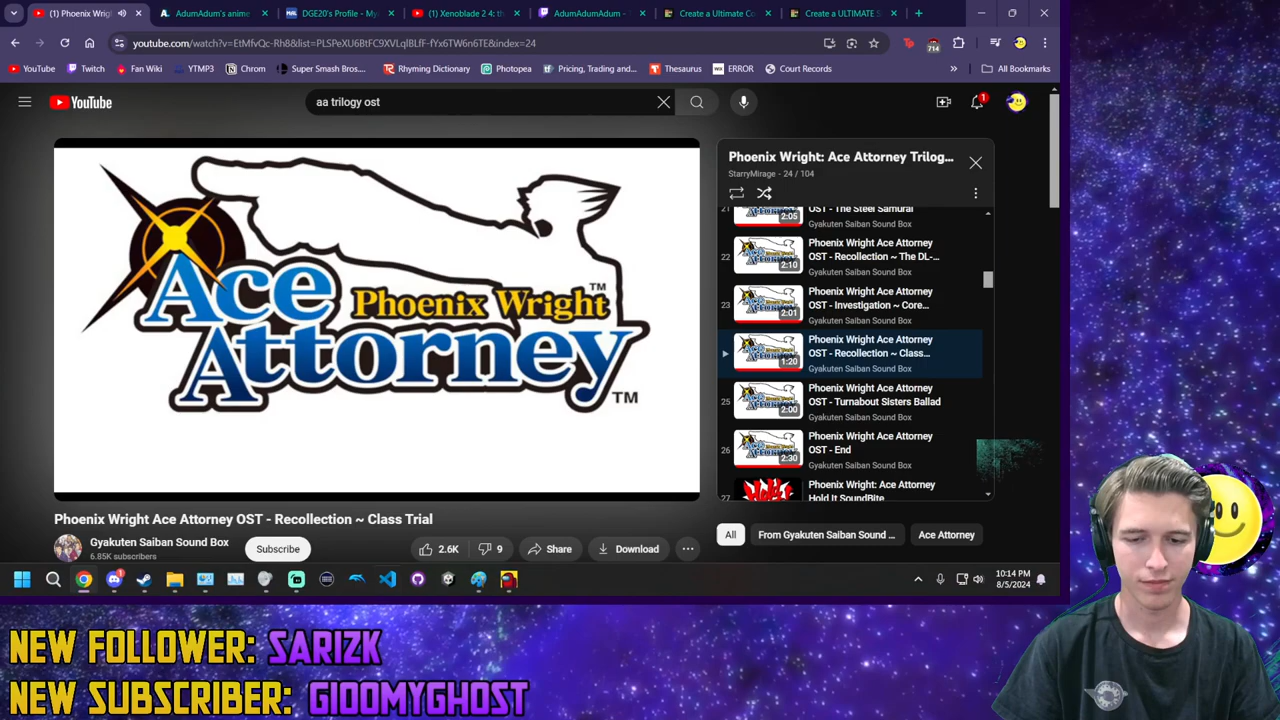 (1) Phoenix Wrigh
AdumAdum's anime
DGE20's Profile - My
(1) Xenoblade 2 4: th
AdumAdumAdum -
Create a Ultimate Co
Create a ULTIMATE S
youtube.com/watch?v=EtMfvQc-Rh8&list=PLSPeXU6BtFC9XVLqlBLfF-fYx6TW6n6TE&index=24
714
YouTube
Twitch
Fan Wiki
YTMP3
Chrom
Super Smash Bros....
Rhyming Dictionary
Photopea
Pricing, Trading and...
Thesaurus
ERROR
Court Records
All Bookmarks
YouTube
aa trilogy ost
1
Ace
Phoenix Wright™
Attorney™
Phoenix Wright: Ace Attorney Trilog...
StarryMirage - 24 / 104
21
2:05
OST - The Steel Samurai
Gyakuten Saiban Sound Box
22
2:10
Phoenix Wright Ace Attorney
OST - Recollection ~ The DL-...
Gyakuten Saiban Sound Box
23
2:01
Phoenix Wright Ace Attorney
OST - Investigation ~ Core...
Gyakuten Saiban Sound Box
1:20
Phoenix Wright Ace Attorney
OST - Recollection ~ Class...
Gyakuten Saiban Sound Box
25
2:00
Phoenix Wright Ace Attorney
OST - Turnabout Sisters Ballad
Gyakuten Saiban Sound Box
26
2:30
Phoenix Wright Ace Attorney
OST - End
Gyakuten Saiban Sound Box
27
Phoenix Wright: Ace Attorney
Hold It SoundBite
Phoenix Wright Ace Attorney OST - Recollection ~ Class Trial
Gyakuten Saiban Sound Box
6.85K subscribers
Subscribe
2.6K
9
Share
Download
All
From Gyakuten Saiban Sound ...
Ace Attorney
10:14 PM
8/5/2024
NEW FOLLOWER: SARIZK
NEW SUBSCRIBER: GIOOMYGHOST